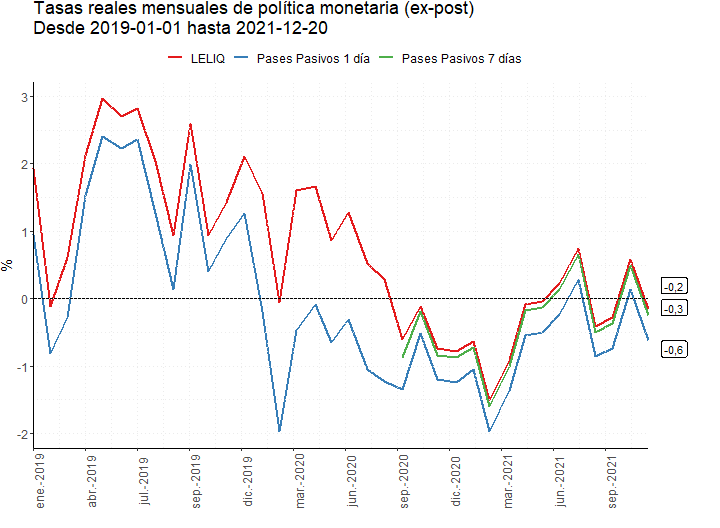 Tasas reales mensuales de política monetaria (ex-post)
Desde 2019-01-01 hasta 2021-12-20
LELIQ Pases Pasivos 1 día Pases Pasivos 7 días
%
3
2
1
0
-1
-2
-0,2
-0,3
-0,6
ene.-2019
abr.-2019
jul.-2019
sep.-2019
dic.-2019
mar.-2020
jun.-2020
sep.-2020
dic.-2020
mar.-2021
jun.-2021
sep.-2021